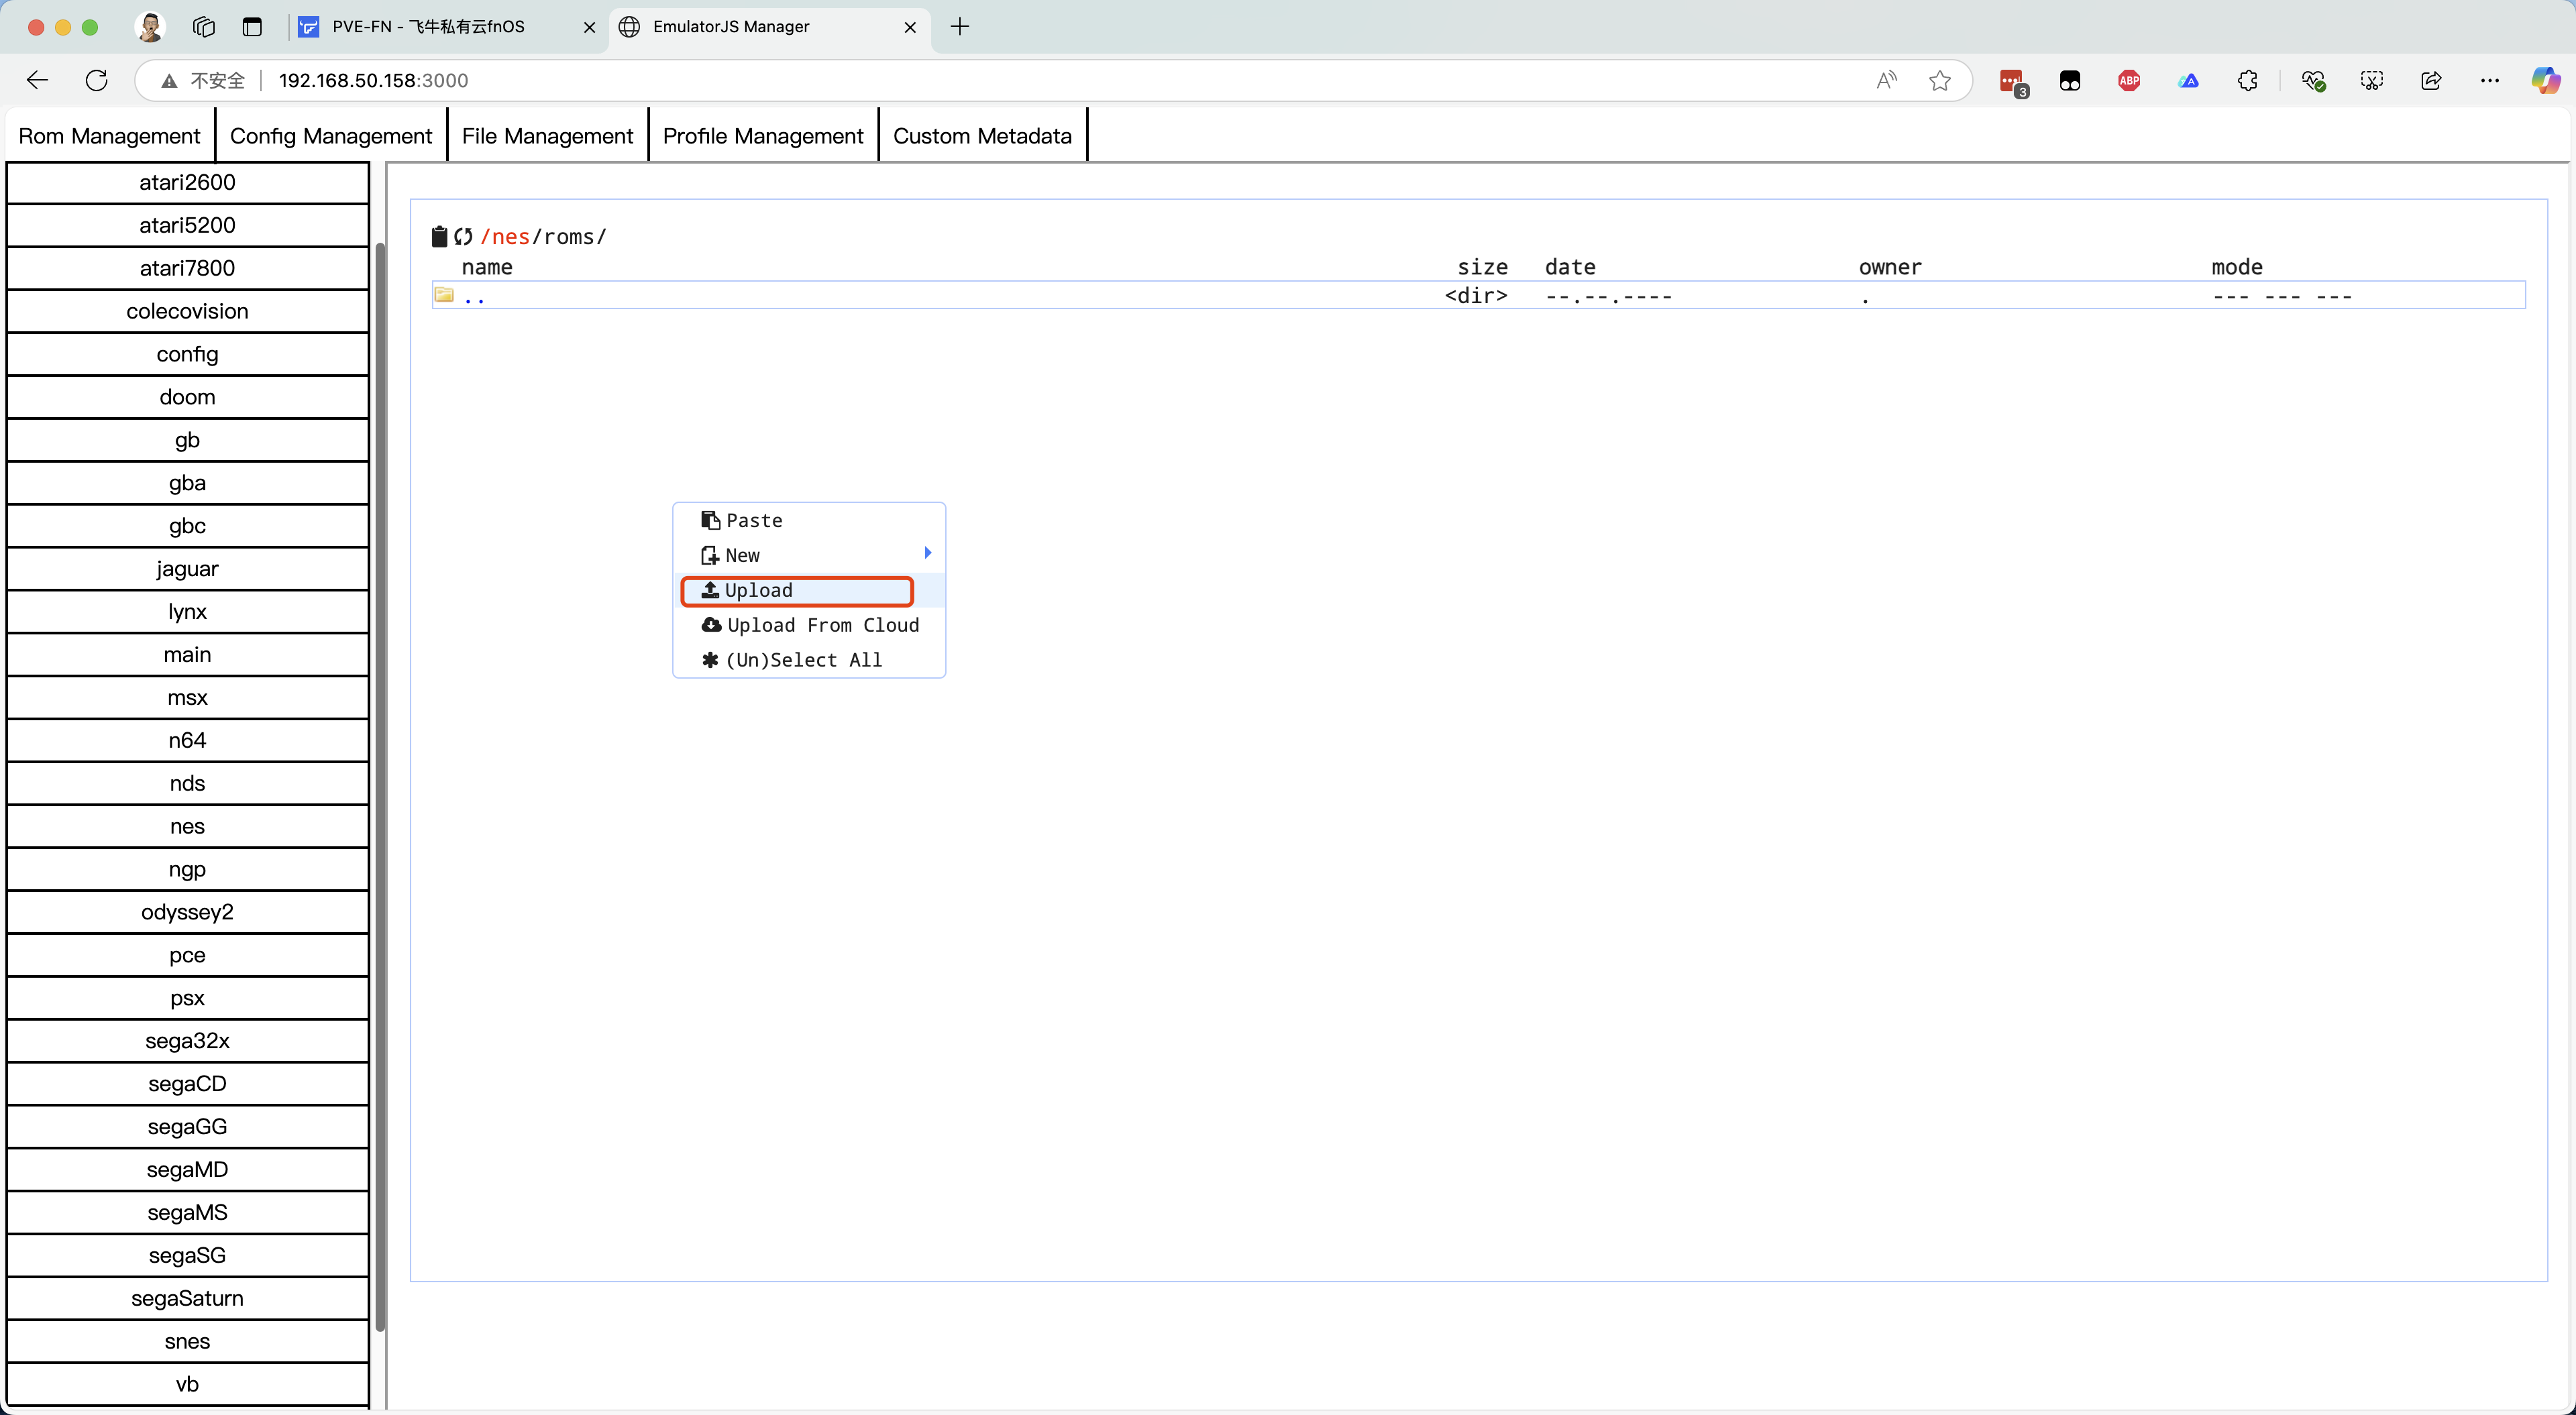 PVE-FN - 飞牛私有云fnOS
EmulatorJS Manager
不安全
192.168.50.158:3000
3
ABP
Rom Management
Config Management
File Management
Profile Management
Custom Metadata
atari2600
atari5200
atari7800
colecovision
config
doom
gb
gba
gbc
jaguar
lynx
main
msx
n64
nds
nes
ngp
odyssey2
pce
psx
sega32x
segaCD
segaGG
segaMD
segaMS
segaSG
segaSaturn
snes
vb
/nes/roms/
name size date owner mode
.. <dir> --.--.---- . --- --- ---
Paste
New
Upload
Upload From Cloud
(Un)Select All